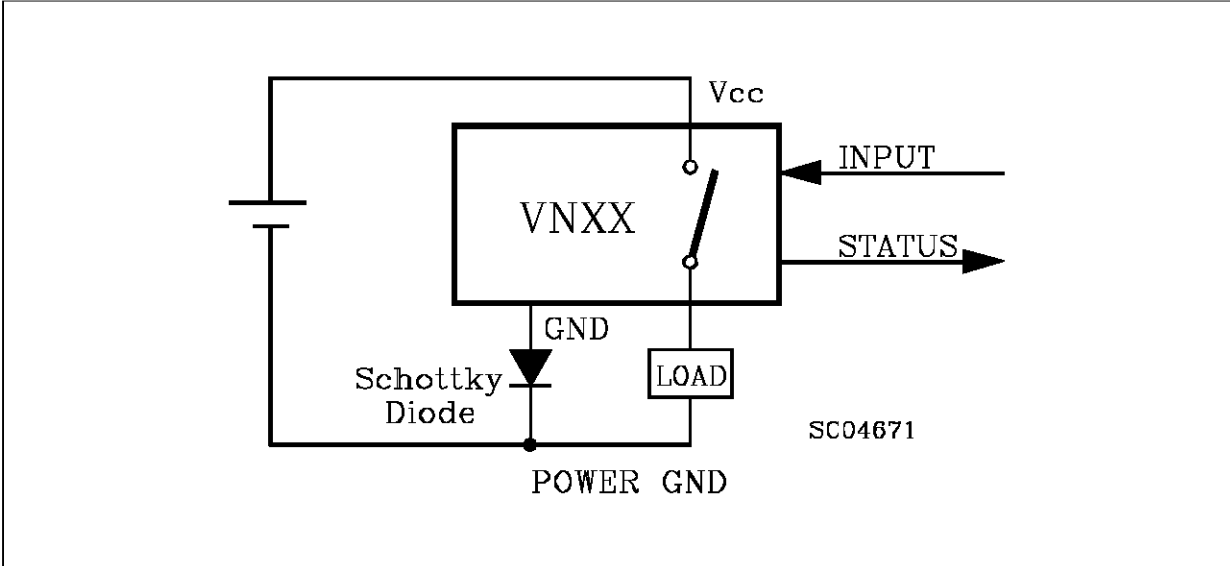 Vcc
INPUT
VNXX
STATUS
GND
Schottky
Diode
LOAD
SC04671
POWER GND